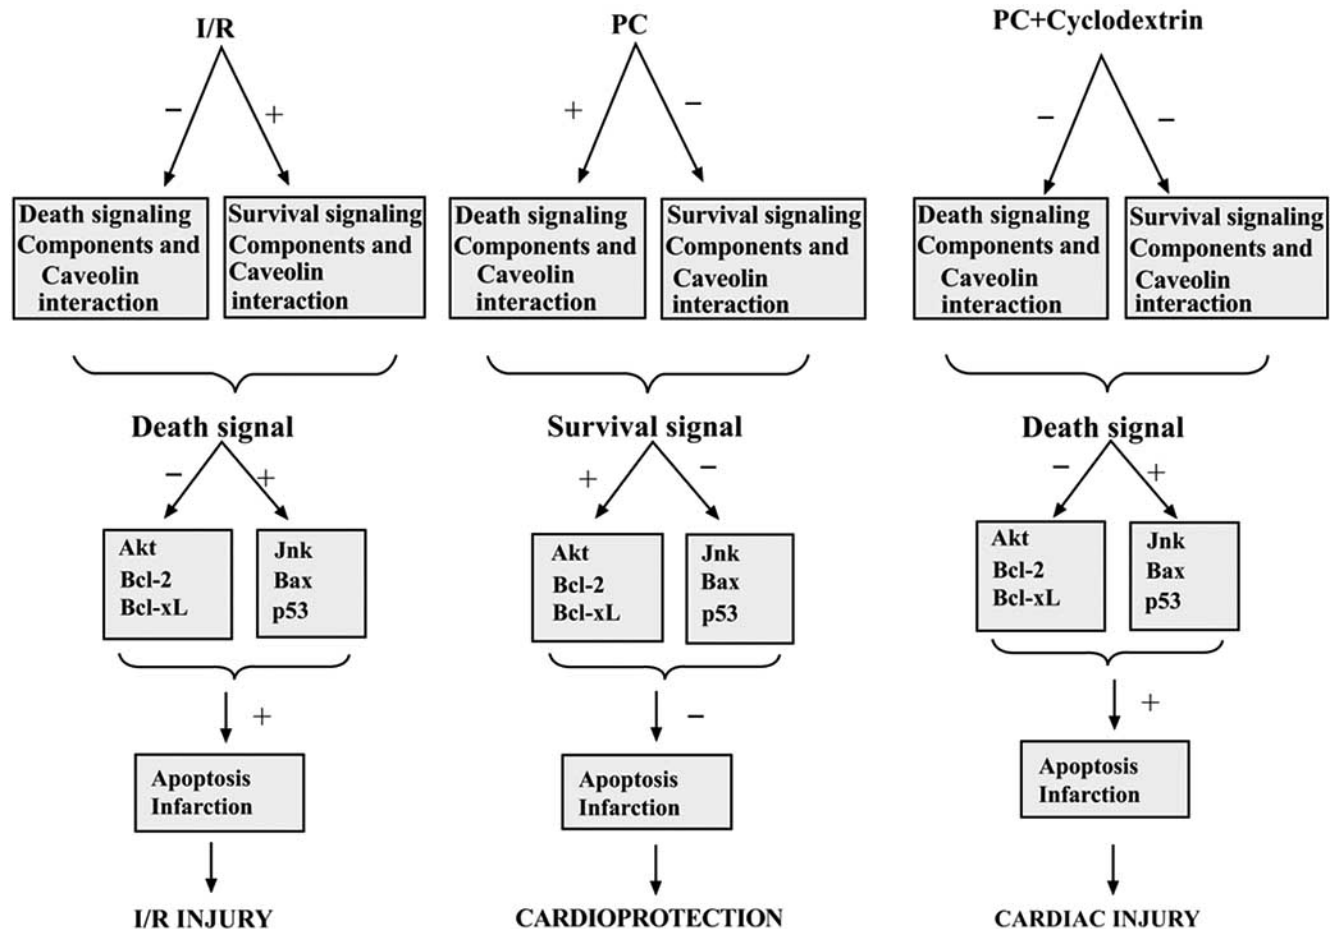 I/R
− +
Death signaling
Components and
Caveolin
interaction
Survival signaling
Components and
Caveolin
interaction
Death signal
− +
Akt
Bcl-2
Bcl-xL
Jnk
Bax
p53
+
Apoptosis
Infarction
I/R INJURY
PC
+ −
Death signaling
Components and
Caveolin
interaction
Survival signaling
Components and
Caveolin
interaction
Survival signal
+ −
Akt
Bcl-2
Bcl-xL
Jnk
Bax
p53
−
Apoptosis
Infarction
CARDIOPROTECTION
PC+Cyclodextrin
− −
Death signaling
Components and
Caveolin
interaction
Survival signaling
Components and
Caveolin
interaction
Death signal
− +
Akt
Bcl-2
Bcl-xL
Jnk
Bax
p53
+
Apoptosis
Infarction
CARDIAC INJURY